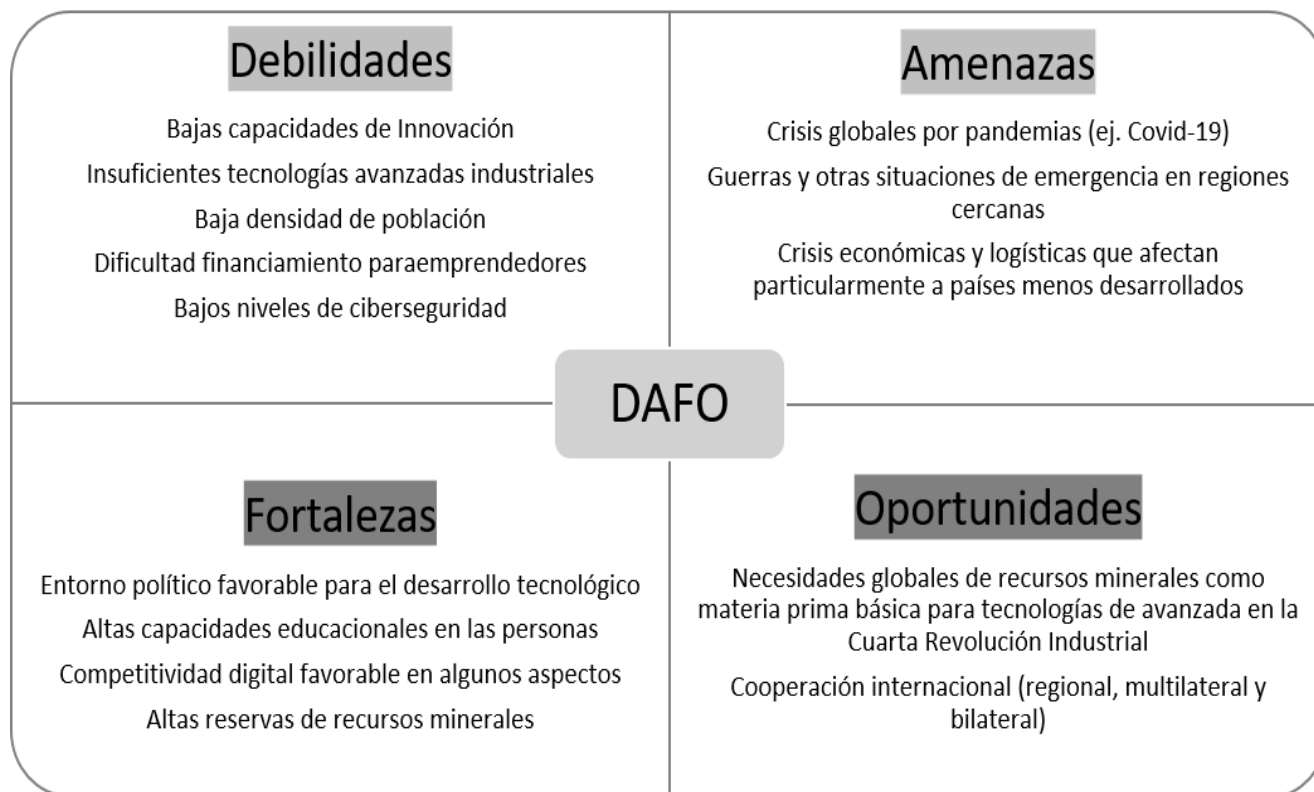 Debilidades
Bajas capacidades de Innovación
Insuficientes tecnologías avanzadas industriales
Baja densidad de población
Dificultad financiamiento paraemprendedores
Bajos niveles de ciberseguridad
Amenazas
Crisis globales por pandemias (ej. Covid-19)
Guerras y otras situaciones de emergencia en regiones
cercanas
Crisis económicas y logísticas que afectan
particularmente a países menos desarrollados
DAFO
Fortalezas
Entorno político favorable para el desarrollo tecnológico
Altas capacidades educacionales en las personas
Competitividad digital favorable en algunos aspectos
Altas reservas de recursos minerales
Oportunidades
Necesidades globales de recursos minerales como
materia prima básica para tecnologías de avanzada en la
Cuarta Revolución Industrial
Cooperación internacional (regional, multilateral y
bilateral)